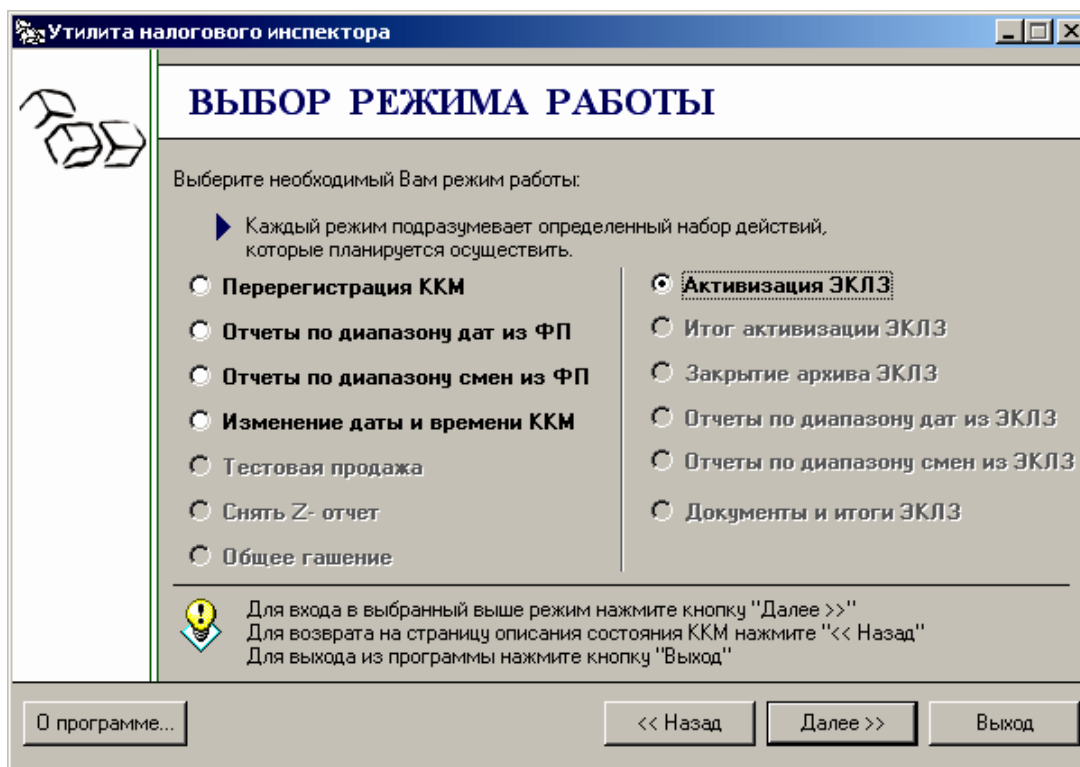 Утилита налогового инспектора
ВЫБОР РЕЖИМА РАБОТЫ
Выберите необходимый Вам режим работы:
Каждый режим подразумевает определенный набор действий,
которые планируется осуществить.
Перерегистрация ККМ
Отчеты по диапазону дат из ФП
Отчеты по диапазону смен из ФП
Изменение даты и времени ККМ
Тестовая продажа
Снять Z- отчет
Общее гашение
Активизация ЭКЛЗ
Итог активизации ЭКЛЗ
Закрытие архива ЭКЛЗ
Отчеты по диапазону дат из ЭКЛЗ
Отчеты по диапазону смен из ЭКЛЗ
Документы и итоги ЭКЛЗ
Для входа в выбранный выше режим нажмите кнопку "Далее >>"
Для возврата на страницу описания состояния ККМ нажмите "<< Назад"
Для выхода из программы нажмите кнопку "Выход"
О программе...
<< Назад
Далее >>
Выход